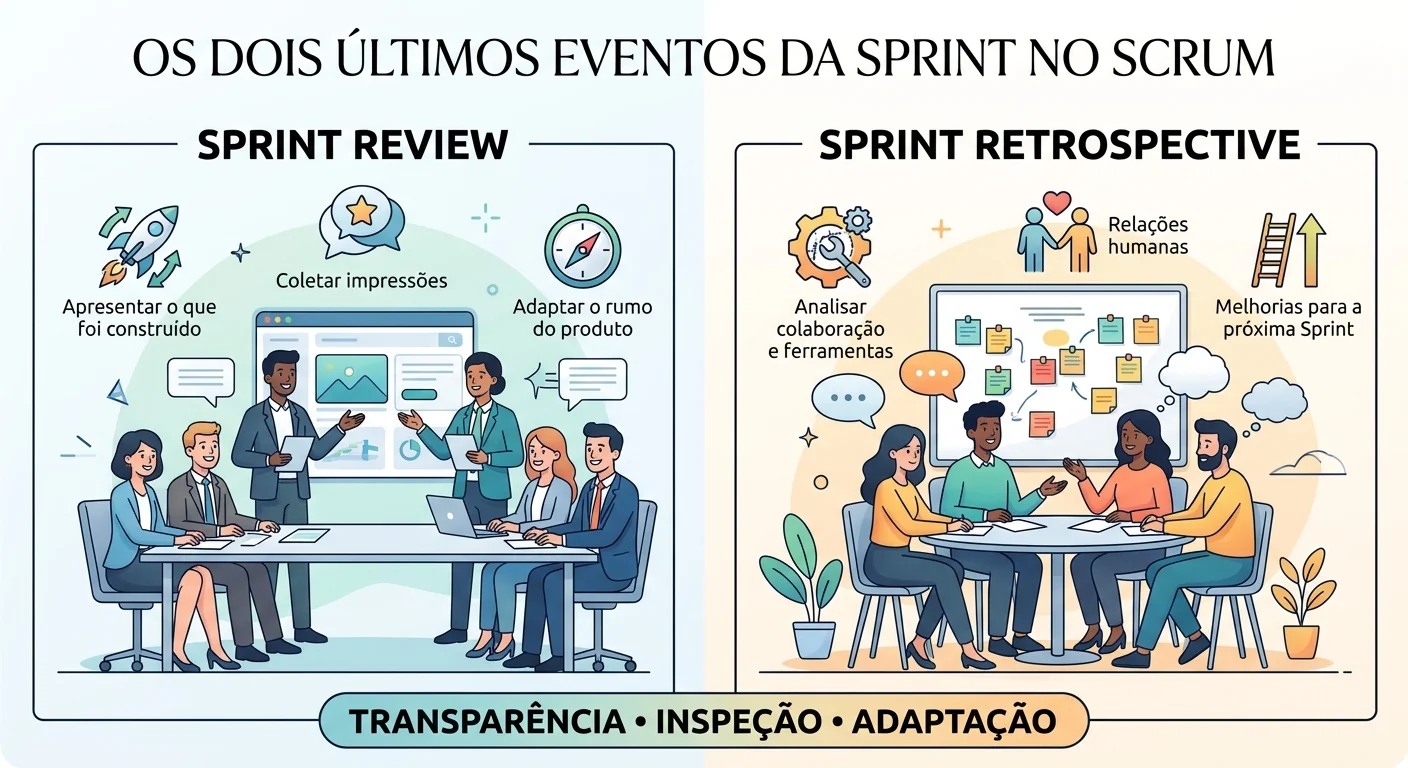 OS DOIS ÚLTIMOS EVENTOS DA SPRINT NO SCRUM
SPRINT REVIEW
Apresentar o que
foi construído
Coletar impressões
Adaptar o rumo
do produto
SPRINT RETROSPECTIVE
Analisar
colaboração
e ferramentas
Relações
humanas
Melhorias para a
próxima Sprint
TRANSPARÊNCIA • INSPEÇÃO • ADAPTAÇÃO